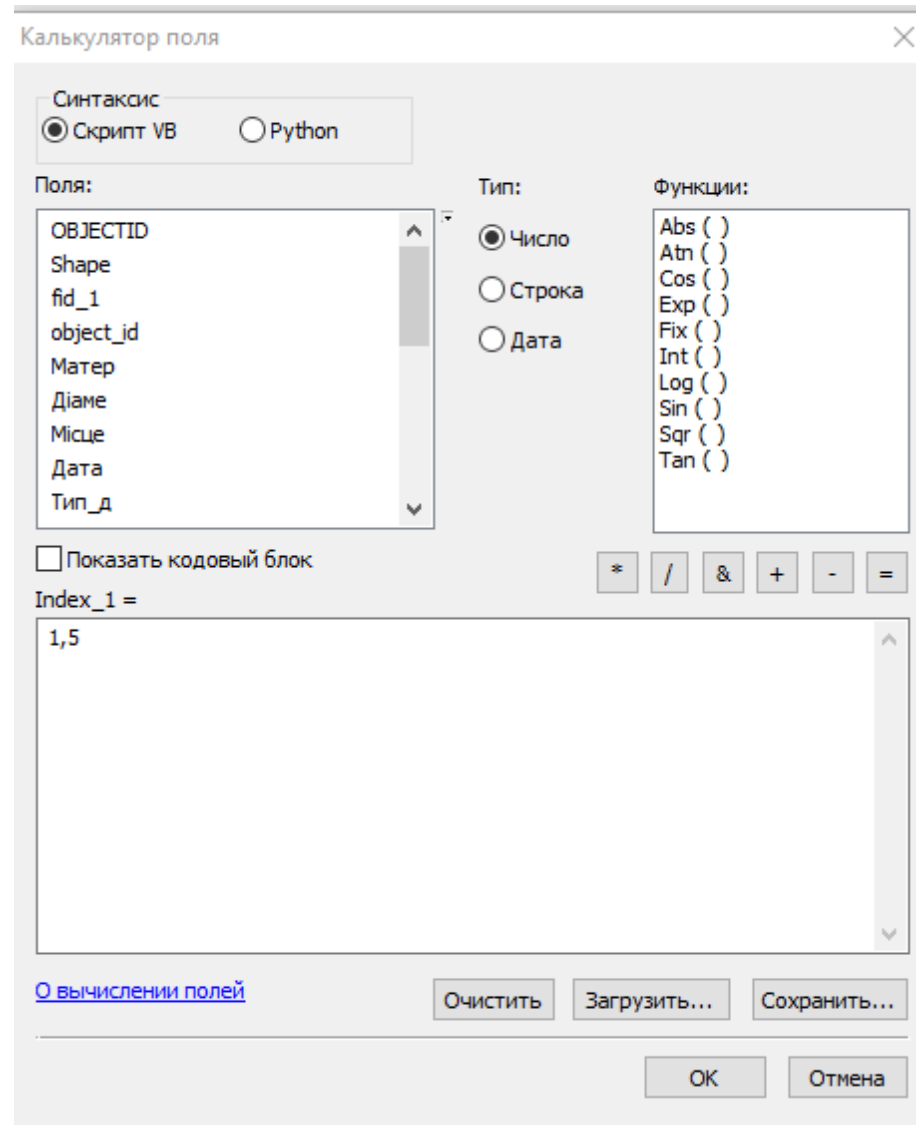 Калькулятор поля
Синтаксис
Скрипт VB Python
Поля: Тип: Функции:
OBJECTID
Shape
fid_1
object_id
Матер
Діаме
Місце
Дата
Тип_д
Число
Строка
Дата
Abs ( )
Atn ( )
Cos ( )
Exp ( )
Fix ( )
Int ( )
Log ( )
Sin ( )
Sqr ( )
Tan ( )
Показать кодовый блок
* / & + - =
Index_1 =
1,5
О вычислении полей
Очистить Загрузить... Сохранить...
OK Отмена